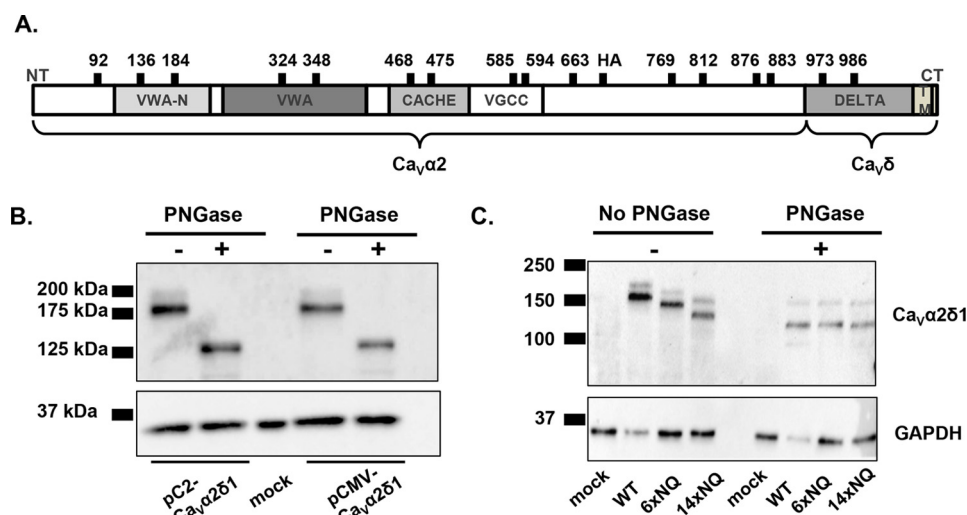 A.
92 136 184 324 348 468 475 585 594 663 HA 769 812 876 883 973 986
NT CT
VWA-N VWA CACHE VGCC DELTA TM
CaVα2 CaVδ
B.
PNGase PNGase
- + - +
200 kDa
175 kDa
125 kDa
37 kDa
pC2-CaVα2δ1 mock pCMV-CaVα2δ1
C.
No PNGase PNGase
- +
250
150
100
CaVα2δ1
37
GAPDH
mock WT 6xNQ 14xNQ mock WT 6xNQ 14xNQ